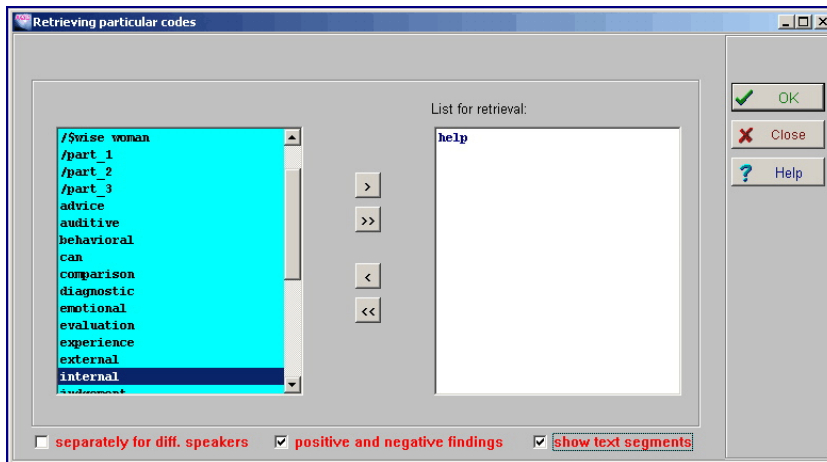 Retrieving particular codes
List for retrieval:
/$wise woman
/part_1
/part_2
/part_3
advice
auditive
behavioral
can
comparison
diagnostic
emotional
evaluation
experience
external
internal
judgement
>
>>
<
<<
help
OK
Close
? Help
separately for diff. speakers
positive and negative findings
show text segments